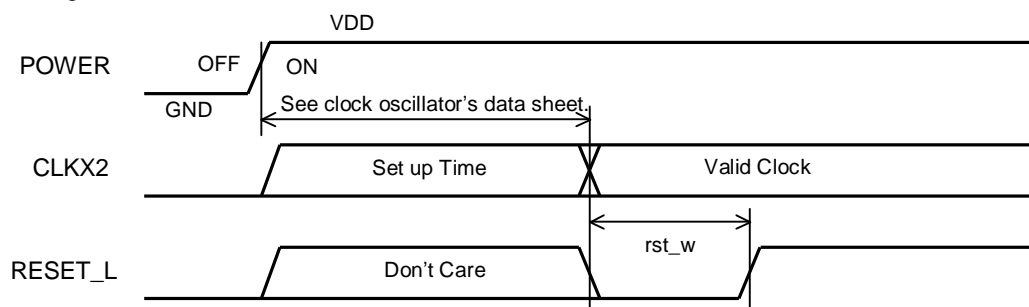 VDD
POWER
OFF
ON
GND
See clock oscillator's data sheet.
CLKX2
Set up Time
Valid Clock
rst_w
RESET_L
Don't Care